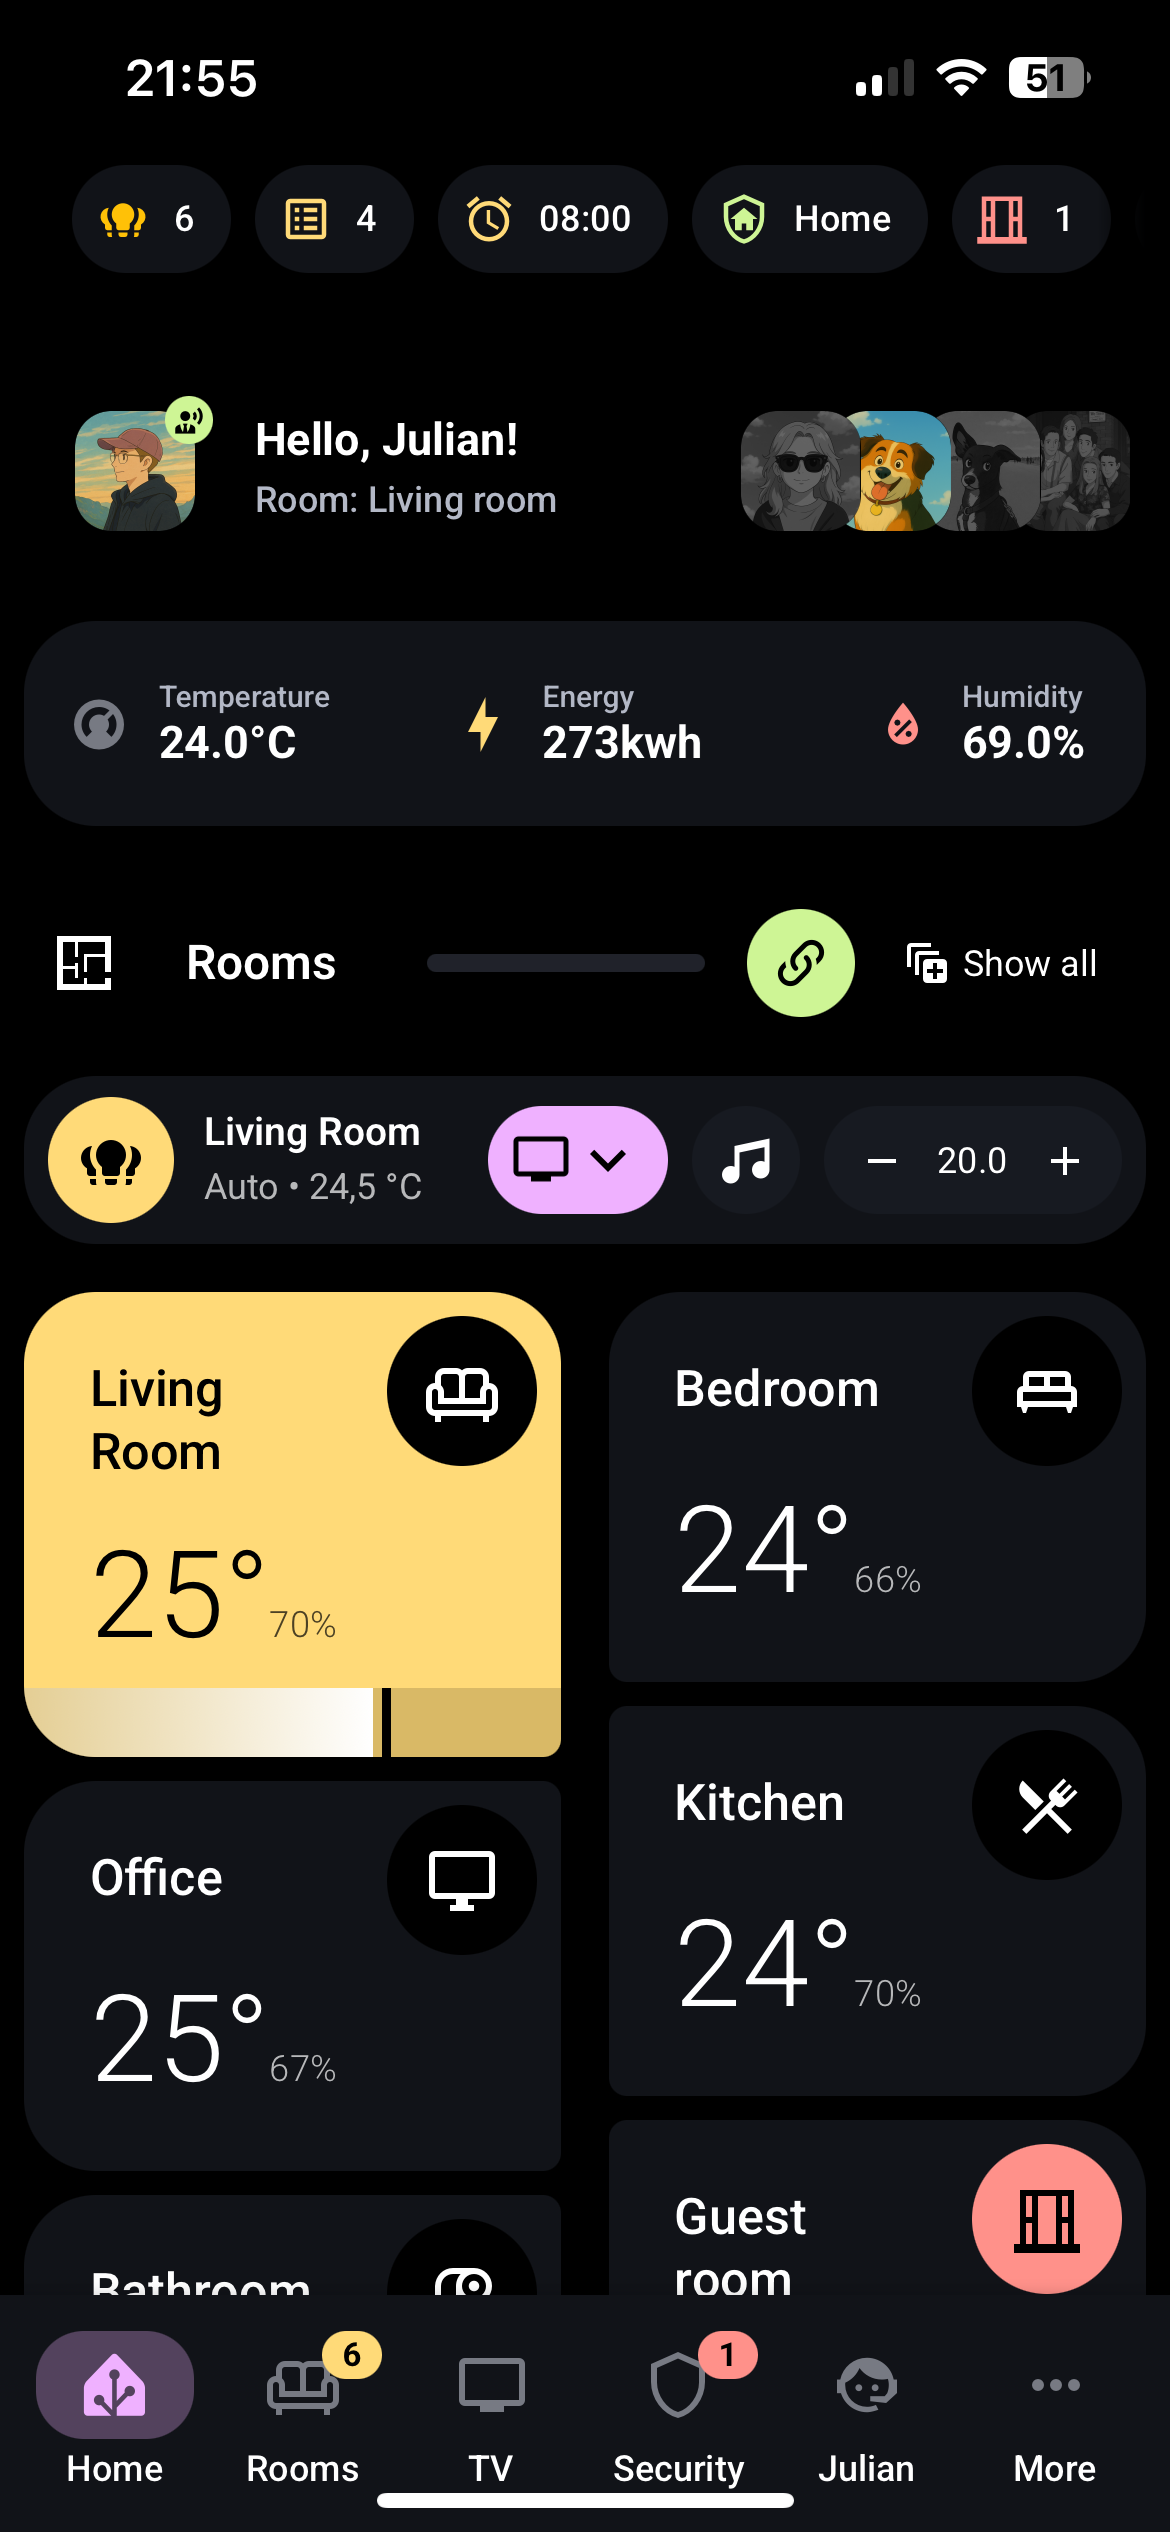 21:55
51
6
4
08:00
Home
1
Hello, Julian!
Room: Living room
Temperature
24.0°C
Energy
273kwh
Humidity
69.0%
Rooms
Show all
Living Room
Auto • 24,5 °C
20.0
Living
Room
25°
70%
Bedroom
24°
66%
Office
25°
67%
Kitchen
24°
70%
Bathroom
Guest
room
6
1
Home
Rooms
TV
Security
Julian
More